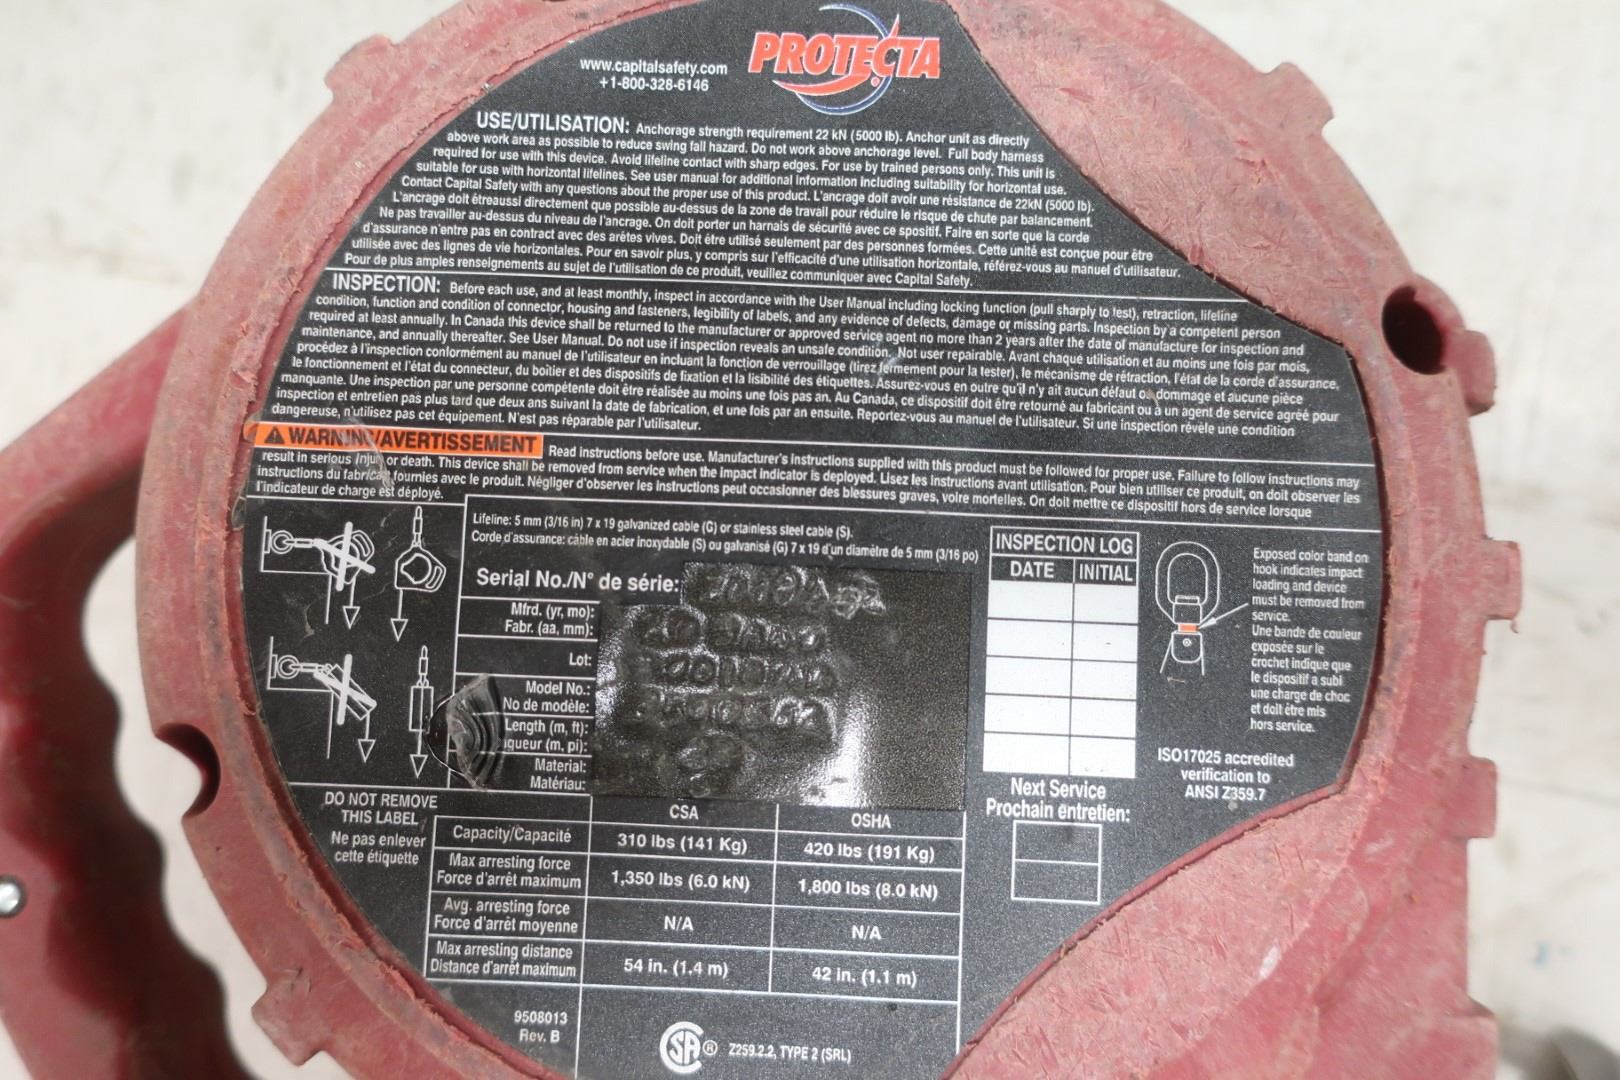 www.capitalsafety.com
+1-800-328-6146
PROTECTA
USE/UTILISATION: Anchorage strength requirement 22 kN (5000 lb). Anchor unit as directly
above work area as possible to reduce swing fall hazard. Do not work above anchorage level. Full body harness
required for use with this device. Avoid lifeline contact with sharp edges. For use by trained persons only. This unit is
suitable for use with horizontal lifelines. See user manual for additional information including suitability for horizontal use.
Contact Capital Safety with any questions about the proper use of this product. L'ancrage doit avoir une résistance de 22kN (5000 lb).
L'ancrage doit êtreaussi directement que possible au-dessus de la zone de travail pour réduire le risque de chute par balancement.
Ne pas travailler au-dessus du niveau de l'ancrage. On doit porter un harnais de sécurité avec ce spositif. Faire en sorte que la corde
d'assurance n'entre pas en contract avec des arêtes vives. Doit être utilisé seulement par des personnes formées. Cette unité est conçue pour être
utilisée avec des lignes de vie horizontales. Pour en savoir plus, y compris sur l'efficacité d'une utilisation horizontale, référez-vous au manuel d'utilisateur.
Pour de plus amples renseignements au sujet de l'utilisation de ce produit, veuillez communiquer avec Capital Safety.
INSPECTION: Before each use, and at least monthly, inspect in accordance with the User Manual including locking function (pull sharply to test), retraction, lifeline
condition, function and condition of connector, housing and fasteners, legibility of labels, and any evidence of defects, damage or missing parts. Inspection by a competent person
required at least annually. In Canada this device shall be returned to the manufacturer or approved service agent no more than 2 years after the date of manufacture for inspection and
maintenance, and annually thereafter. See User Manual. Do not use if inspection reveals an unsafe condition. Not user repairable. Avant chaque utilisation et au moins une fois par mois,
procédez à l'inspection conformément au manuel de l'utilisateur en incluant la fonction de verrouillage (tirez fermement pour la tester), le mécanisme de rétraction, l'état de la corde d'assurance,
le fonctionnement et l'état du connecteur, du boîtier et des dispositifs de fixation et la lisibilité des étiquettes. Assurez-vous en outre qu'il n'y ait aucun défaut ou dommage et aucune pièce
manquante. Une inspection par une personne compétente doit être réalisée au moins une fois pas an. Au Canada, ce dispositif doit être retourné au fabricant ou à un agent de service agréé pour
inspection et entretien pas plus tard que deux ans suivant la date de fabrication, et une fois par an ensuite. Reportez-vous au manuel de l'utilisateur. Si une inspection révèle une condition
dangereuse, n'utilisez pas cet équipement. N'est pas réparable par l'utilisateur.
WARNING/AVERTISSEMENT Read instructions before use. Manufacturer's instructions supplied with this product must be followed for proper use. Failure to follow instructions may
result in serious injury or death. This device shall be removed from service when the impact indicator is deployed. Lisez les instructions avant utilisation. Pour bien utiliser ce produit, on doit observer les
instructions du fabricant fournies avec le produit. Négliger d'observer les instructions peut occasionner des blessures graves, voire mortelles. On doit mettre ce dispositif hors de service lorsque
l'indicateur de charge est déployé.
Lifeline: 5 mm (3/16 in) 7 x 19 galvanized cable (G) or stainless steel cable (S).
Corde d'assurance: câble en acier inoxydable (S) ou galvanisé (G) 7 x 19 d'un diamètre de 5 mm (3/16 po)
Serial No./N° de série:
Mfrd. (yr, mo):
Fabr. (aa, mm):
Lot:
Model No.:
No de modèle:
Length (m, ft):
(m, pi):
Material:
Matériau:
INSPECTION LOG
DATE INITIAL
Exposed color band on
hook indicates impact
loading and device
must be removed from
service.
Une bande de couleur
exposée sur le
crochet indique que
le dispositif a subi
une charge de choc
et doit être mis
hors service.
ISO17025 accredited
verification to
ANSI Z359.7
Next Service
Prochain entretien:
DO NOT REMOVE
THIS LABEL
Ne pas enlever
cette étiquette
CSA OSHA
Capacity/Capacité 310 lbs (141 Kg) 420 lbs (191 Kg)
Max arresting force
Force d'arrêt maximum 1,350 lbs (6.0 kN) 1,800 lbs (8.0 kN)
Avg. arresting force
Force d'arrêt moyenne N/A N/A
Max arresting distance
Distance d'arrêt maximum 54 in. (1.4 m) 42 in. (1.1 m)
9508013
Rev. B
SA® Z259.2.2, TYPE 2 (SRL)